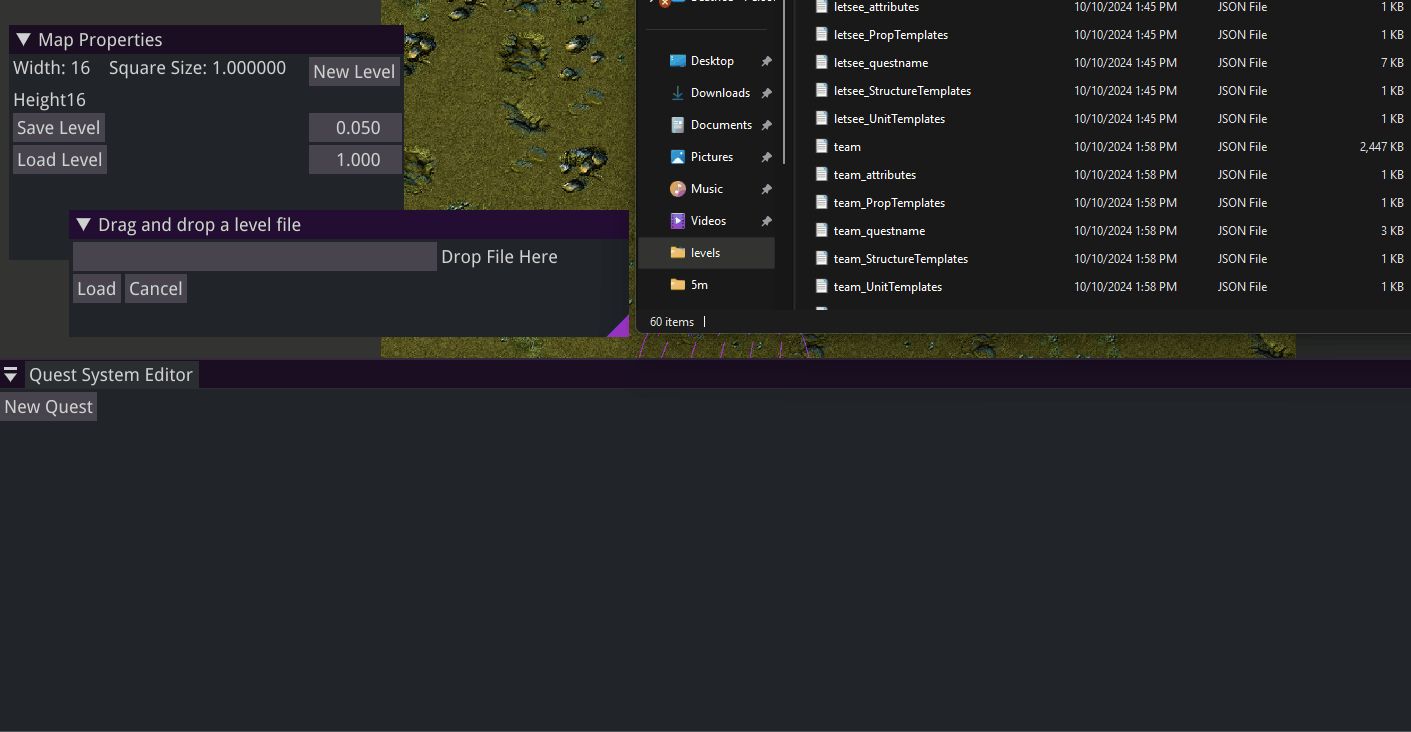 Map Properties
Width: 16 Square Size: 1.000000 New Level
Height16
Save Level 0.050
Load Level 1.000
Drag and drop a level file
Drop File Here
Load Cancel
Quest System Editor
New Quest
Desktop
Downloads
Documents
Pictures
Music
Videos
levels
5m
letsee_attributes 10/10/2024 1:45 PM JSON File 1 KB
letsee_PropTemplates 10/10/2024 1:45 PM JSON File 1 KB
letsee_questname 10/10/2024 1:45 PM JSON File 7 KB
letsee_StructureTemplates 10/10/2024 1:45 PM JSON File 1 KB
letsee_UnitTemplates 10/10/2024 1:45 PM JSON File 1 KB
team 10/10/2024 1:58 PM JSON File 2,447 KB
team_attributes 10/10/2024 1:58 PM JSON File 1 KB
team_PropTemplates 10/10/2024 1:58 PM JSON File 1 KB
team_questname 10/10/2024 1:58 PM JSON File 3 KB
team_StructureTemplates 10/10/2024 1:58 PM JSON File 1 KB
team_UnitTemplates 10/10/2024 1:58 PM JSON File 1 KB
60 items